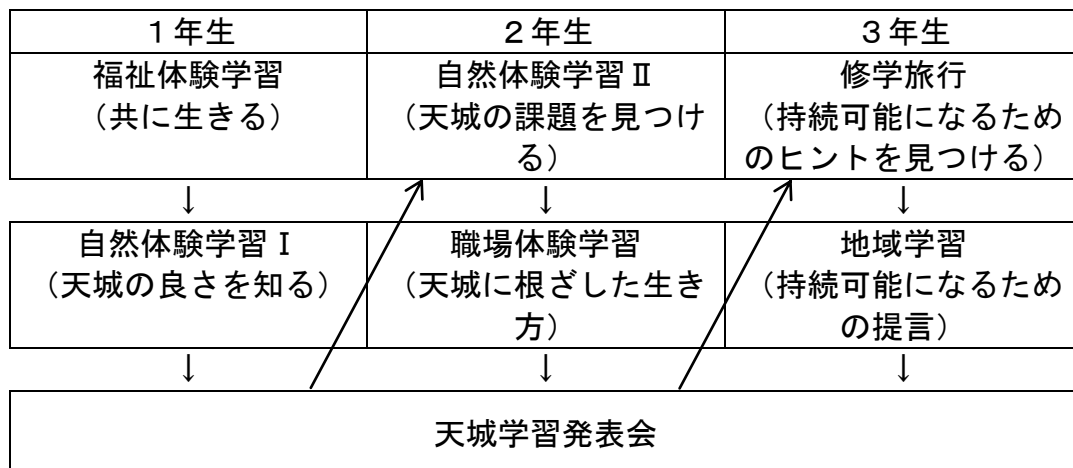 1年生
2年生
3年生
福祉体験学習
（共に生きる）
自然体験学習Ⅱ
（天城の課題を見つけ
る）
修学旅行
（持続可能になるため
のヒントを見つける）
↓
↓
↓
自然体験学習Ⅰ
（天城の良さを知る）
職場体験学習
（天城に根ざした生き
方）
地域学習
（持続可能になるため
の提言）
↓
↓
↓
天城学習発表会